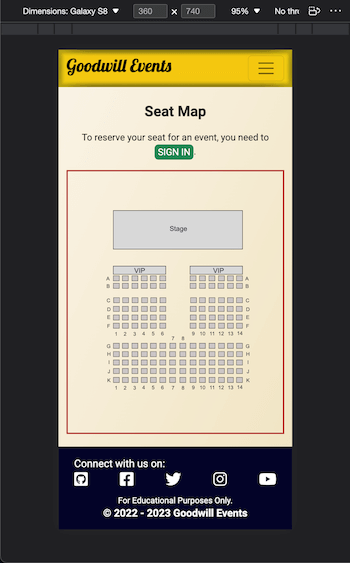 Dimensions: Galaxy S8 ▼ 360 × 740 95% ▼ No thr
Goodwill Events
Seat Map
To reserve your seat for an event, you need to
SIGN IN
Stage
VIP VIP
A A
B B
C C
D D
E E
F F
1 2 3 4 5 6 9 10 11 12 13 14
7 8
G G
H H
I I
J J
K K
1 2 3 4 5 6 7 8 9 10 11 12 13 14
Connect with us on:
For Educational Purposes Only.
© 2022 - 2023 Goodwill Events